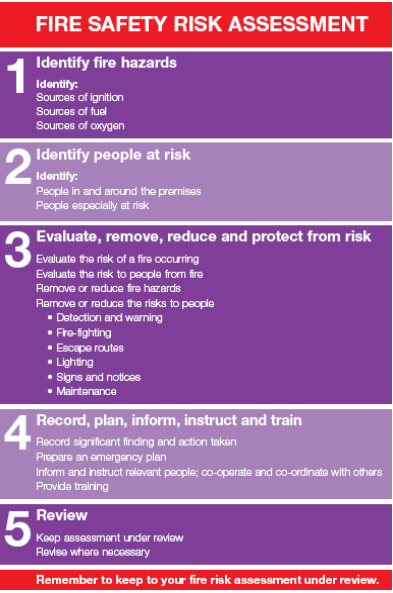 FIRE SAFETY RISK ASSESSMENT
1
Identify fire hazards
Identify:
Sources of ignition
Sources of fuel
Sources of oxygen
2
Identify people at risk
Identify:
People in and around the premises
People especially at risk
3
Evaluate, remove, reduce and protect from risk
Evaluate the risk of a fire occurring
Evaluate the risk to people from fire
Remove or reduce fire hazards
Remove or reduce the risks to people
• Detection and warning
• Fire-fighting
• Escape routes
• Lighting
• Signs and notices
• Maintenance
4
Record, plan, inform, instruct and train
Record significant finding and action taken
Prepare an emergency plan
Inform and instruct relevant people; co-operate and co-ordinate with others
Provide training
5
Review
Keep assessment under review
Revise where necessary
Remember to keep to your fire risk assessment under review.